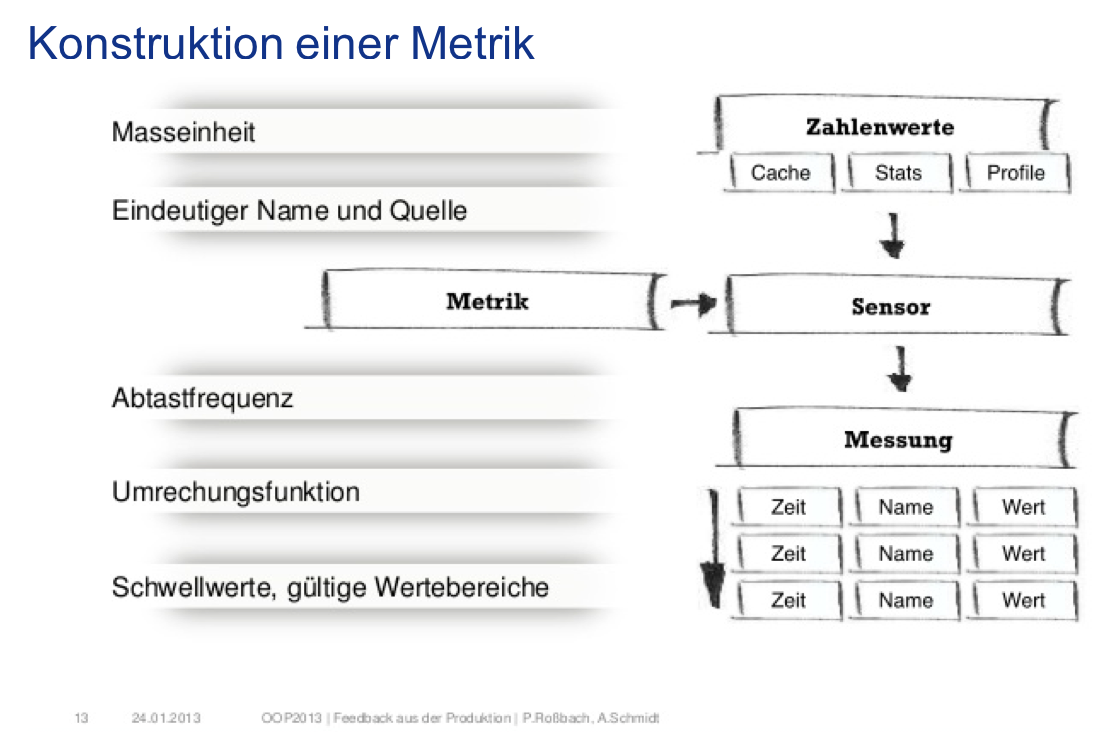 Konstruktion einer Metrik
Masseinheit
Eindeutiger Name und Quelle
Metrik
Abtastfrequenz
Umrechungsfunktion
Schwellwerte, gültige Wertebereiche
Zahlenwerte
Cache Stats Profile
Sensor
Messung
Zeit Name Wert
Zeit Name Wert
Zeit Name Wert
13 24.01.2013 OOP2013 | Feedback aus der Produktion | P.Roßbach, A.Schmidt